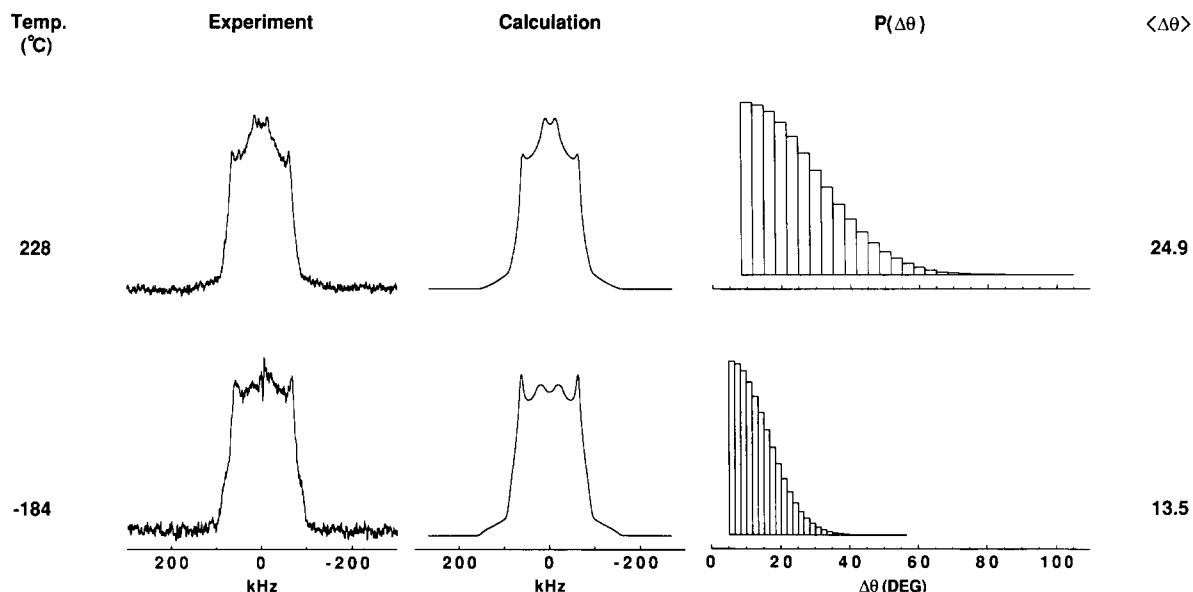 Temp. Experiment Calculation P(Δθ) ⟨Δθ⟩
(°C)
228 24.9
-184 13.5
200 0 -200 200 0 -200 0 20 40 60 80 100
kHz kHz Δθ (DEG)